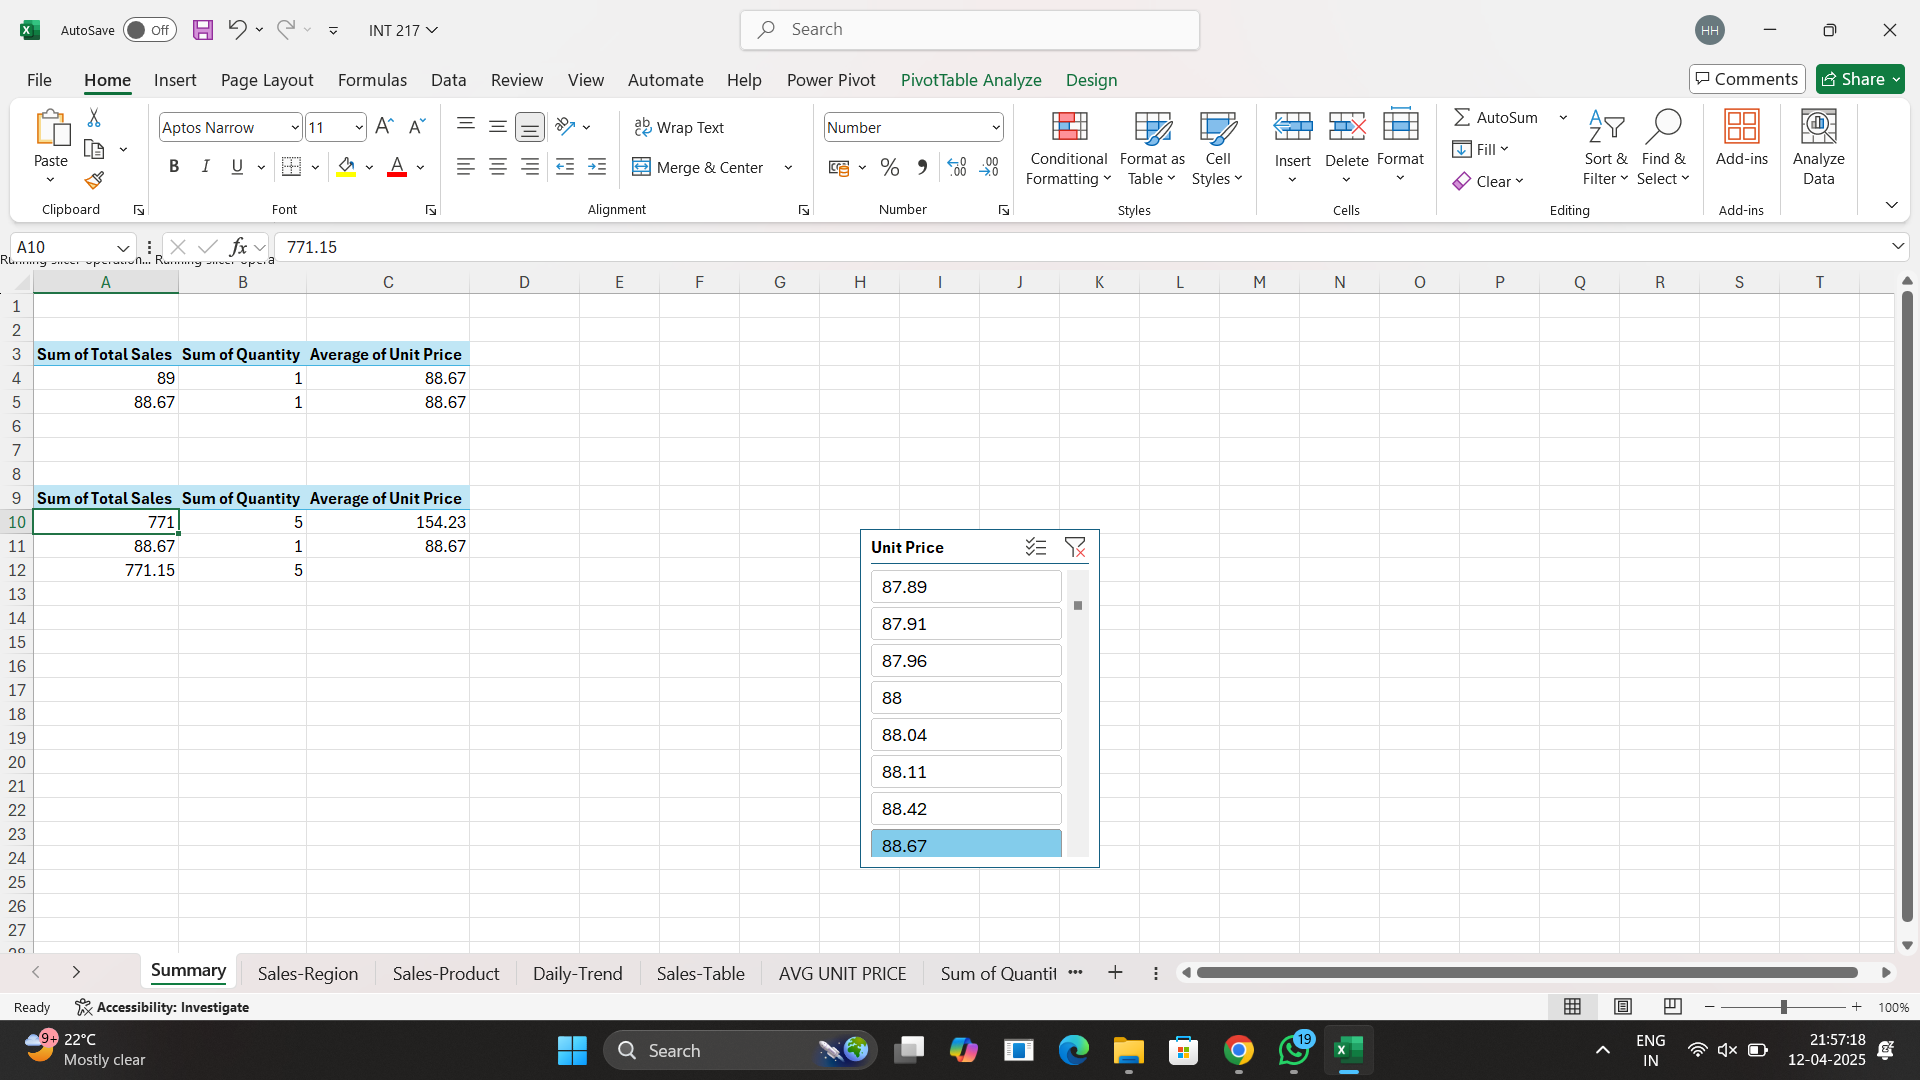 AutoSave Off INT 217 Search HH
File Home Insert Page Layout Formulas Data Review View Automate Help Power Pivot PivotTable Analyze Design Comments Share
Paste
Clipboard
Aptos Narrow 11
B I U A
Font
Wrap Text
Merge & Center
Alignment
Number
% 9 .00
Number
Conditional Formatting
Format as Table
Cell Styles
Styles
Insert
Delete
Format
Cells
AutoSum
Fill
Clear
Sort & Filter
Find & Select
Editing
Add-ins
Add-ins
Analyze Data
A10 fx 771.15
Running slicer operation... Running slicer opera
A B C D E F G H I J K L M N O P Q R S T
1
2
3 Sum of Total Sales Sum of Quantity Average of Unit Price
4 89 1 88.67
5 88.67 1 88.67
6
7
8
9 Sum of Total Sales Sum of Quantity Average of Unit Price
10 771 5 154.23
11 88.67 1 88.67
12 771.15 5
13
14
15
16
17
18
19
20
21
22
23
24
25
26
27
28
Unit Price
87.89
87.91
87.96
88
88.04
88.11
88.42
88.67
Summary Sales-Region Sales-Product Daily-Trend Sales-Table AVG UNIT PRICE Sum of Quantit ...
Ready Accessibility: Investigate 100%
9+ 22°C
Mostly clear
Search
19
ENG
IN
21:57:18
12-04-2025